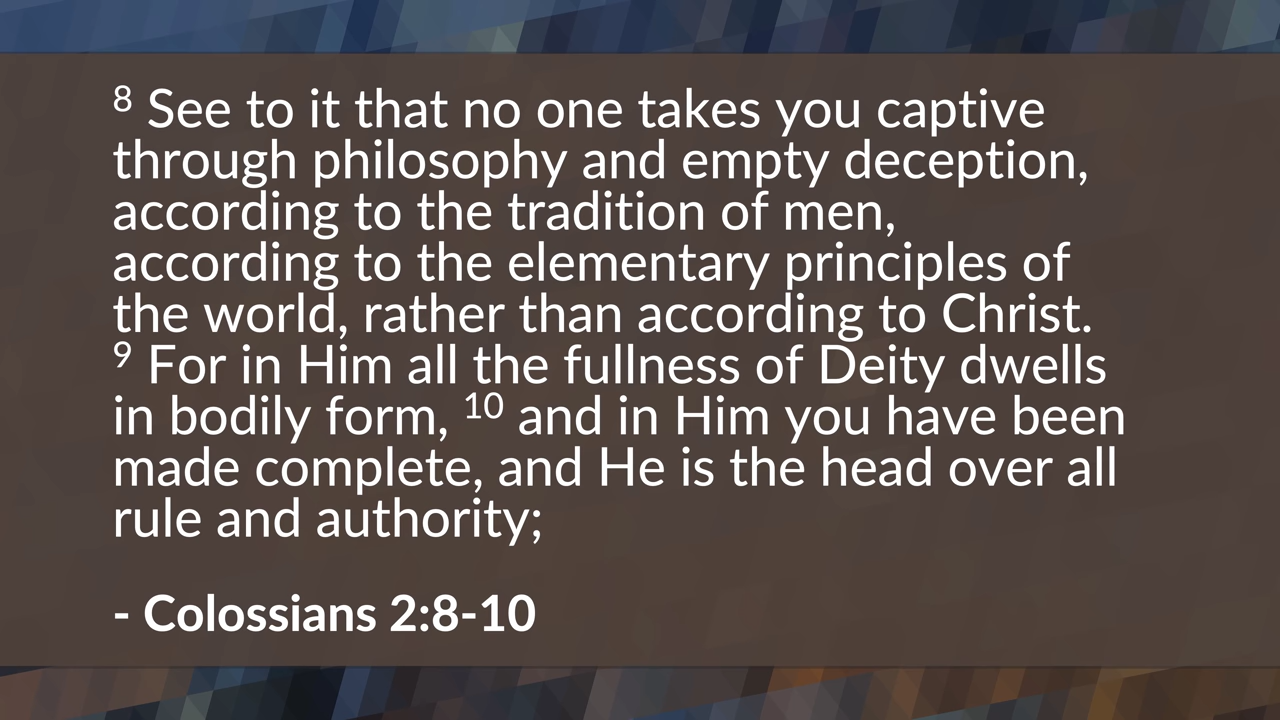 8 See to it that no one takes you captive
through philosophy and empty deception,
according to the tradition of men,
according to the elementary principles of
the world, rather than according to Christ.
9 For in Him all the fullness of Deity dwells
in bodily form, 10 and in Him you have been
made complete, and He is the head over all
rule and authority;
- Colossians 2:8-10